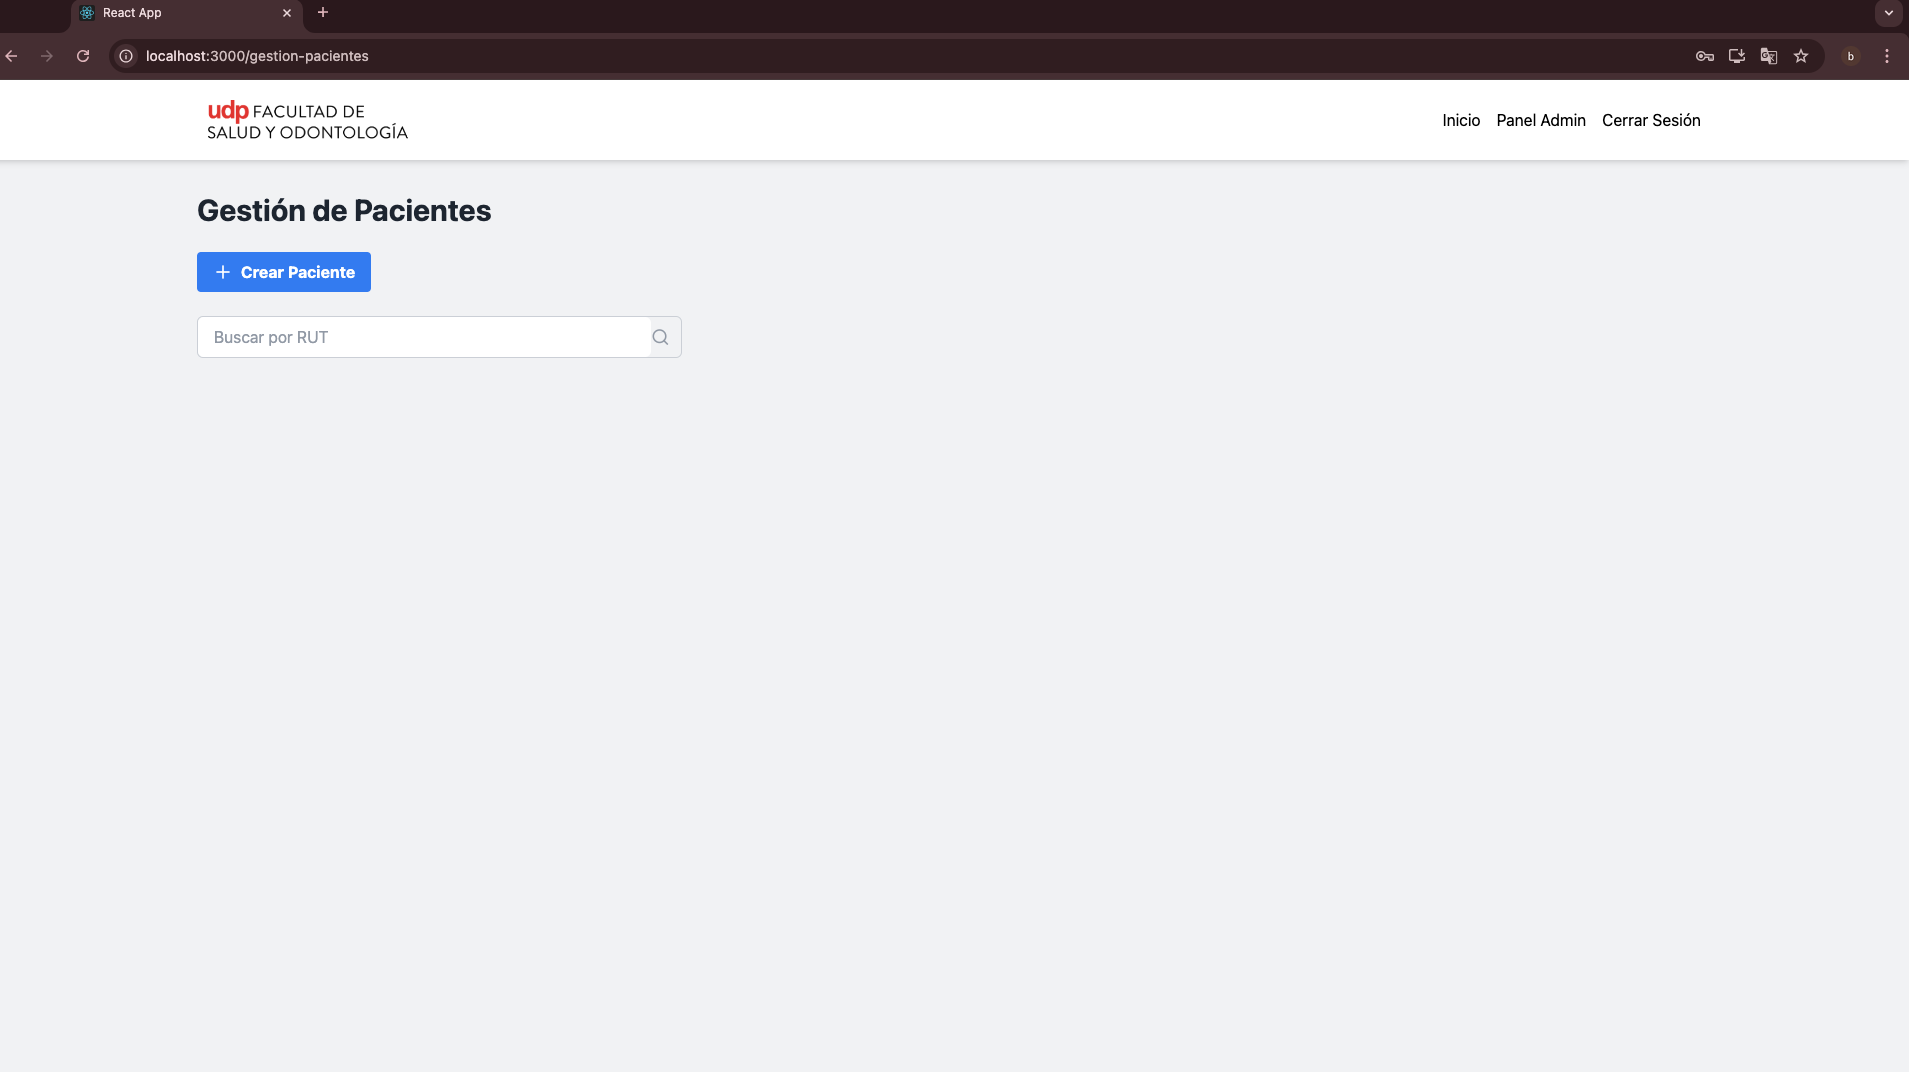 React App
localhost:3000/gestion-pacientes
b
udp FACULTAD DE
SALUD Y ODONTOLOGÍA
Inicio Panel Admin Cerrar Sesión
Gestión de Pacientes
Crear Paciente
Buscar por RUT